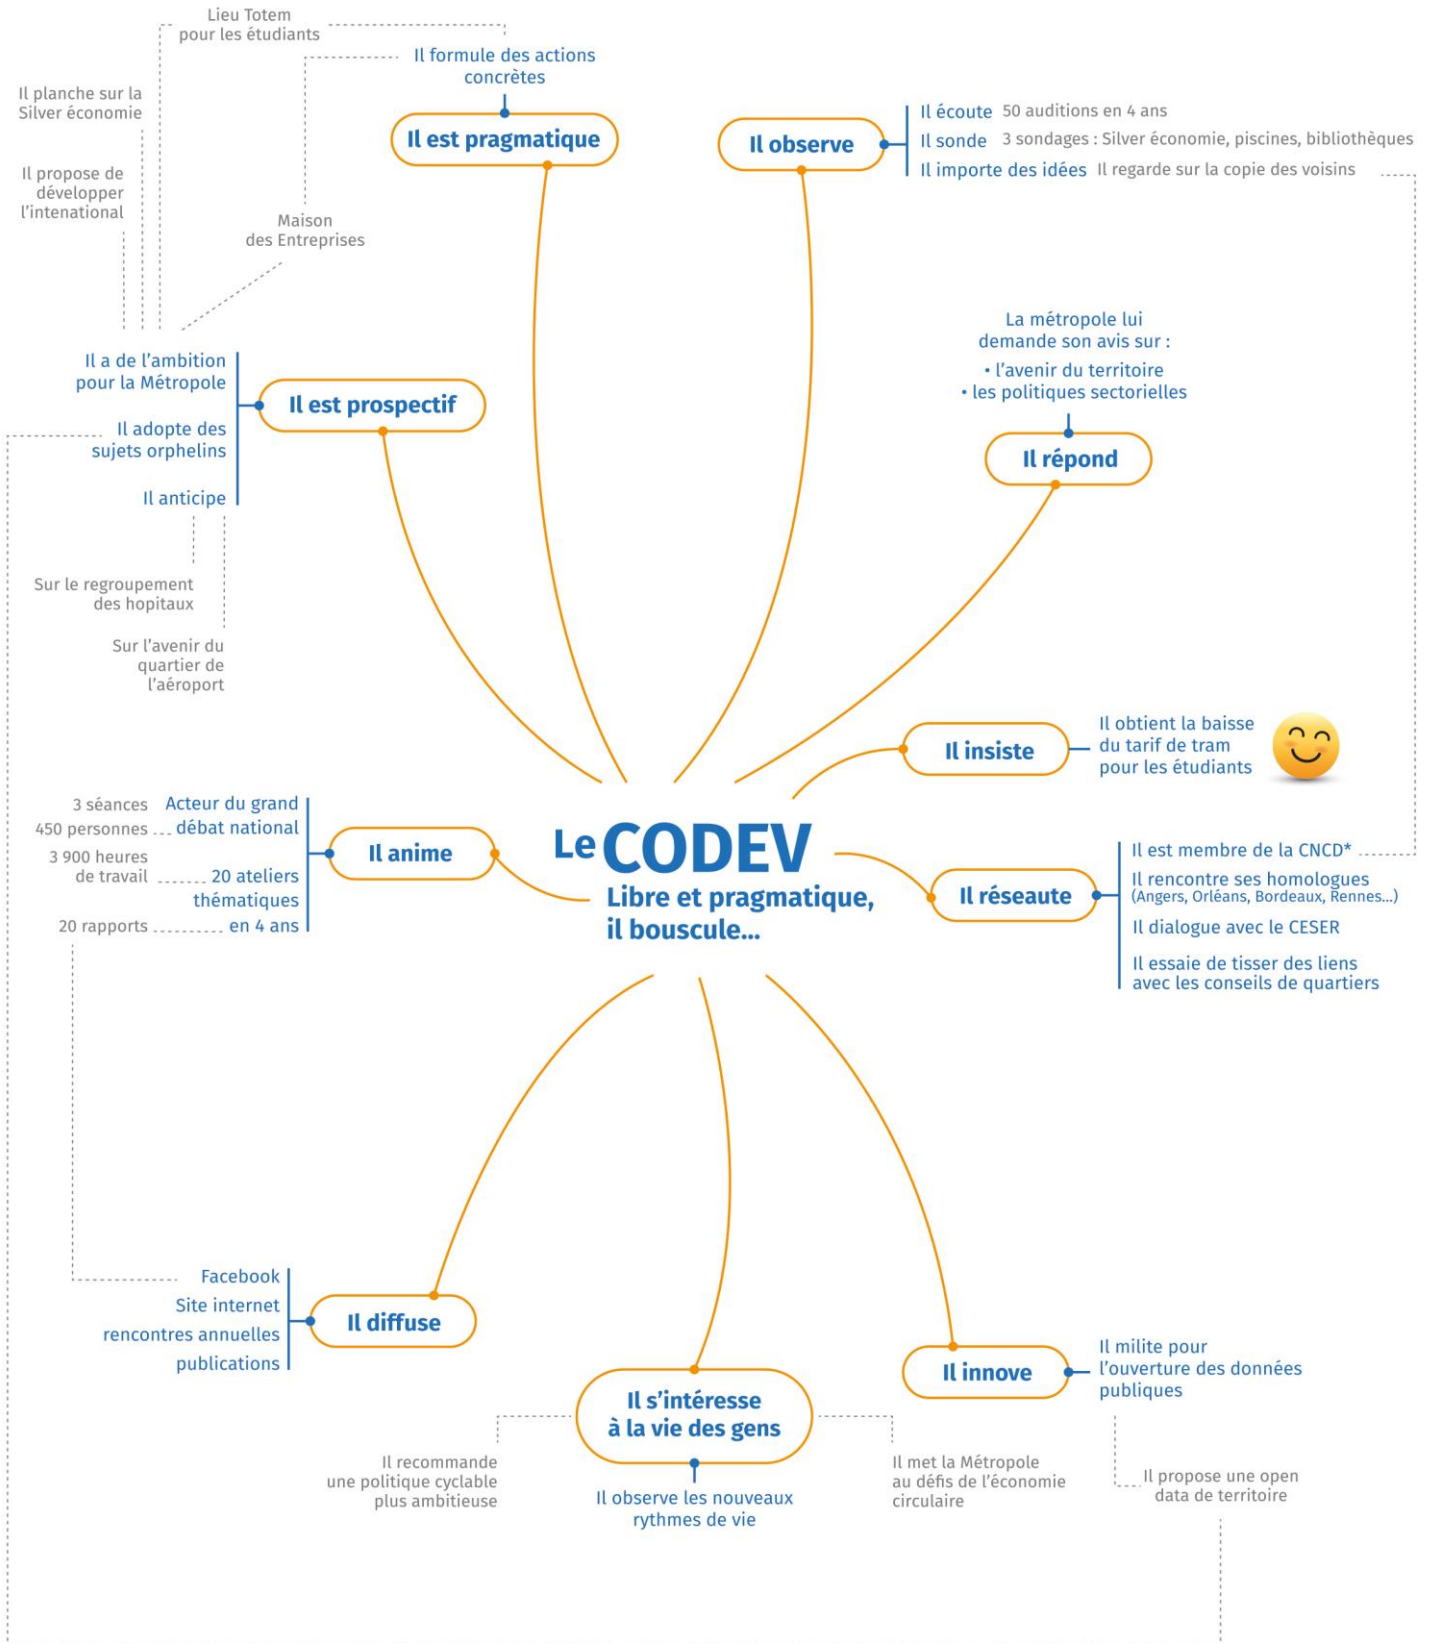 Lieu Totem
pour les étudiants
Il formule des actions
concrètes
Il est pragmatique
Il planche sur la
Silver économie
Il propose de
développer
l'intenational
Maison
des Entreprises
Il observe
Il écoute 50 auditions en 4 ans
Il sonde 3 sondages : Silver économie, piscines, bibliothèques
Il importe des idées Il regarde sur la copie des voisins
La métropole lui
demande son avis sur :
• l'avenir du territoire
• les politiques sectorielles
Il répond
Il a de l'ambition
pour la Métropole
Il adopte des
sujets orphelins
Il anticipe
Il est prospectif
Sur le regroupement
des hopitaux
Sur l'avenir du
quartier de
l'aéroport
Il insiste
Il obtient la baisse
du tarif de tram
pour les étudiants
3 séances Acteur du grand
450 personnes débat national
3 900 heures
de travail 20 ateliers
thématiques
20 rapports en 4 ans
Il anime
Le CODEV
Libre et pragmatique,
il bouscule...
Il réseaute
Il est membre de la CNCD*
Il rencontre ses homologues
(Angers, Orléans, Bordeaux, Rennes...)
Il dialogue avec le CESER
Il essaie de tisser des liens
avec les conseils de quartiers
Facebook
Site internet
rencontres annuelles
publications
Il diffuse
Il s'intéresse
à la vie des gens
Il recommande
une politique cyclable
plus ambitieuse
Il observe les nouveaux
rythmes de vie
Il met la Métropole
au défis de l'économie
circulaire
Il innove
Il milite pour
l'ouverture des données
publiques
Il propose une open
data de territoire